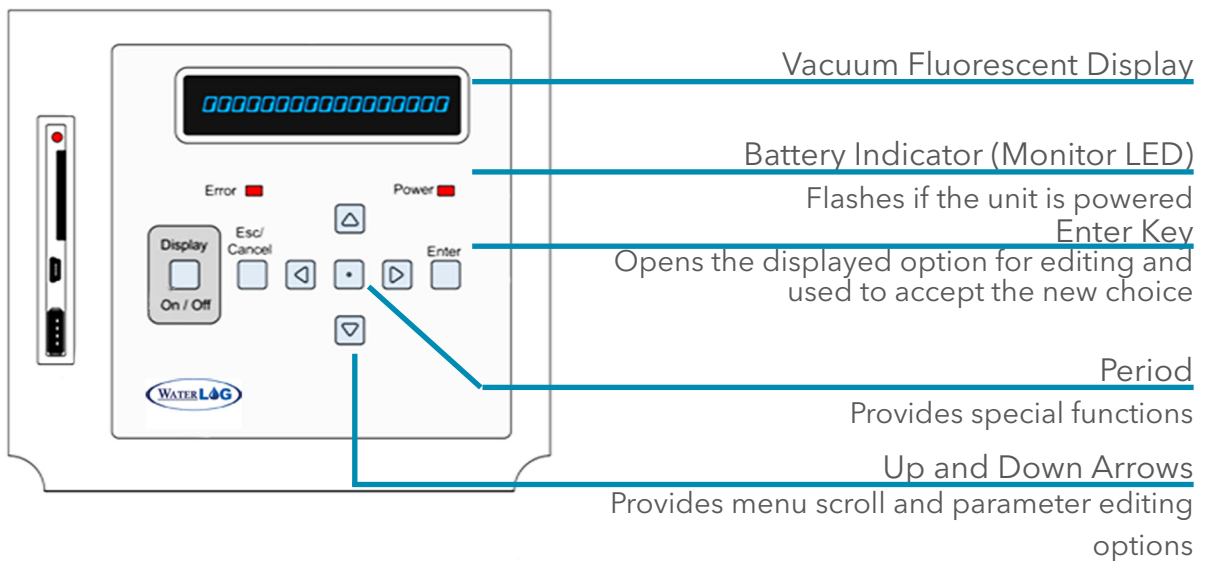 Vacuum Fluorescent Display
00000000000000000
Battery Indicator (Monitor LED)
Error
Power
Flashes if the unit is powered
Enter Key
Opens the displayed option for editing and
used to accept the new choice
Display
On / Off
Esc/
Cancel
Enter
Period
Provides special functions
WATERLOG
Up and Down Arrows
Provides menu scroll and parameter editing
options